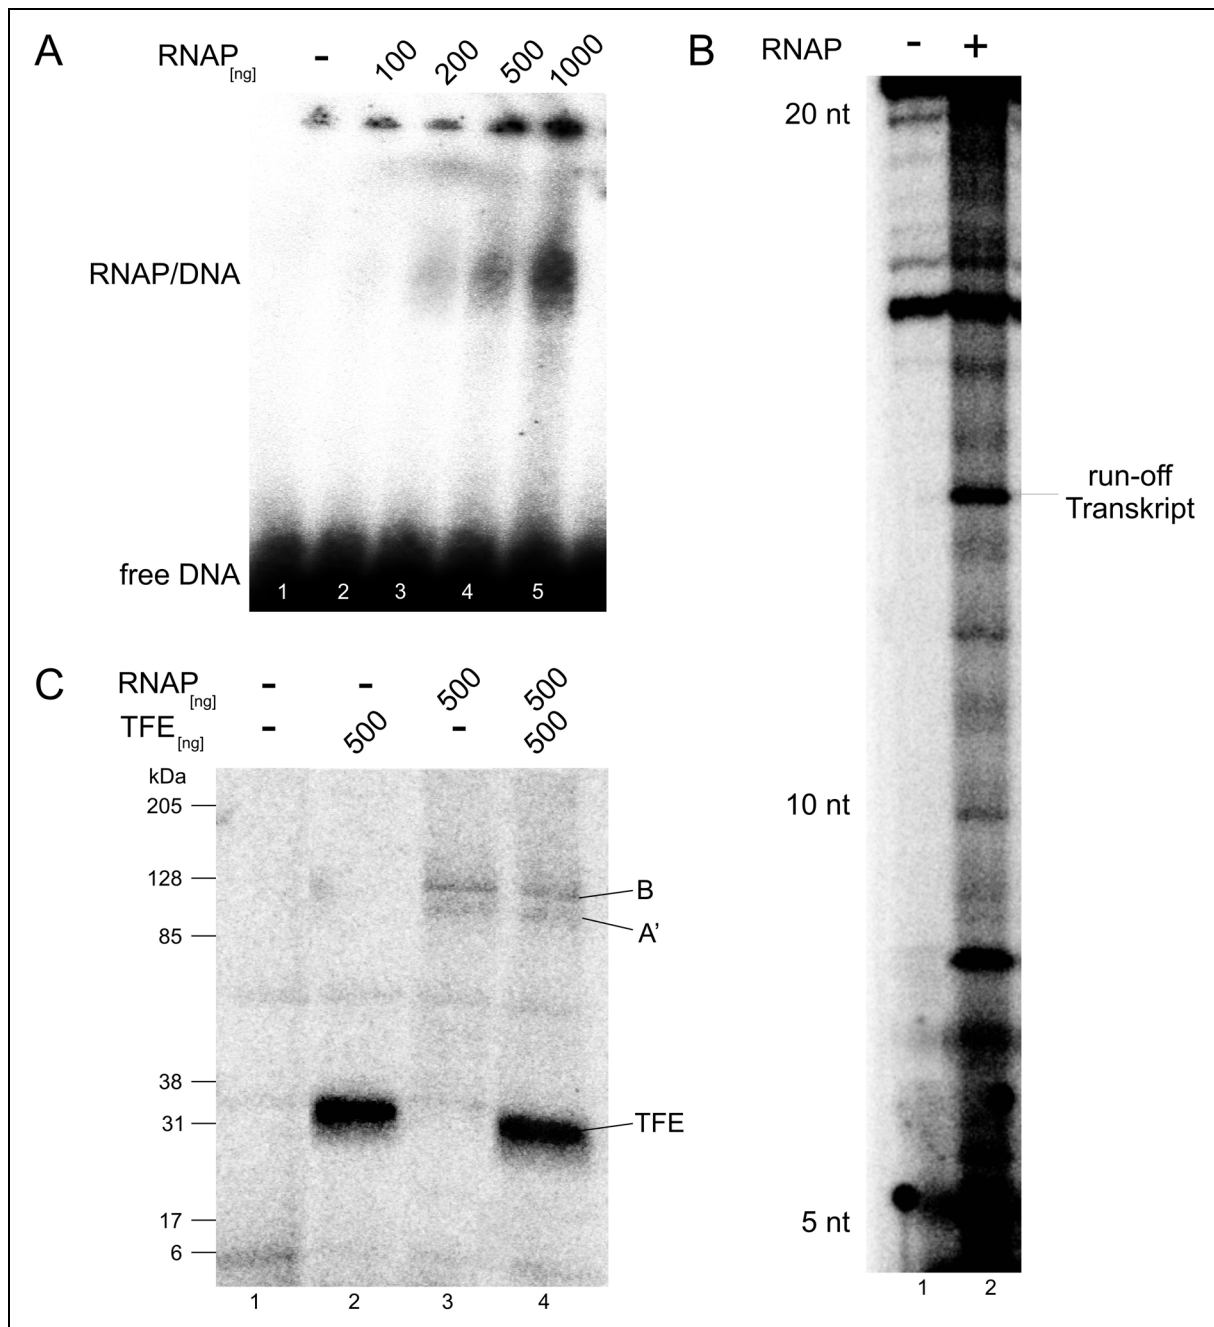 A
RNAP[ng] - 100 200 500 1000
RNAP/DNA
free DNA
1 2 3 4 5
B
RNAP - +
20 nt
run-off
Transkript
10 nt
5 nt
1 2
C
RNAP[ng] - - 500 500
TFE[ng] - 500 - 500
kDa
205
128
85
38
31
17
6
B
A’
TFE
1 2 3 4